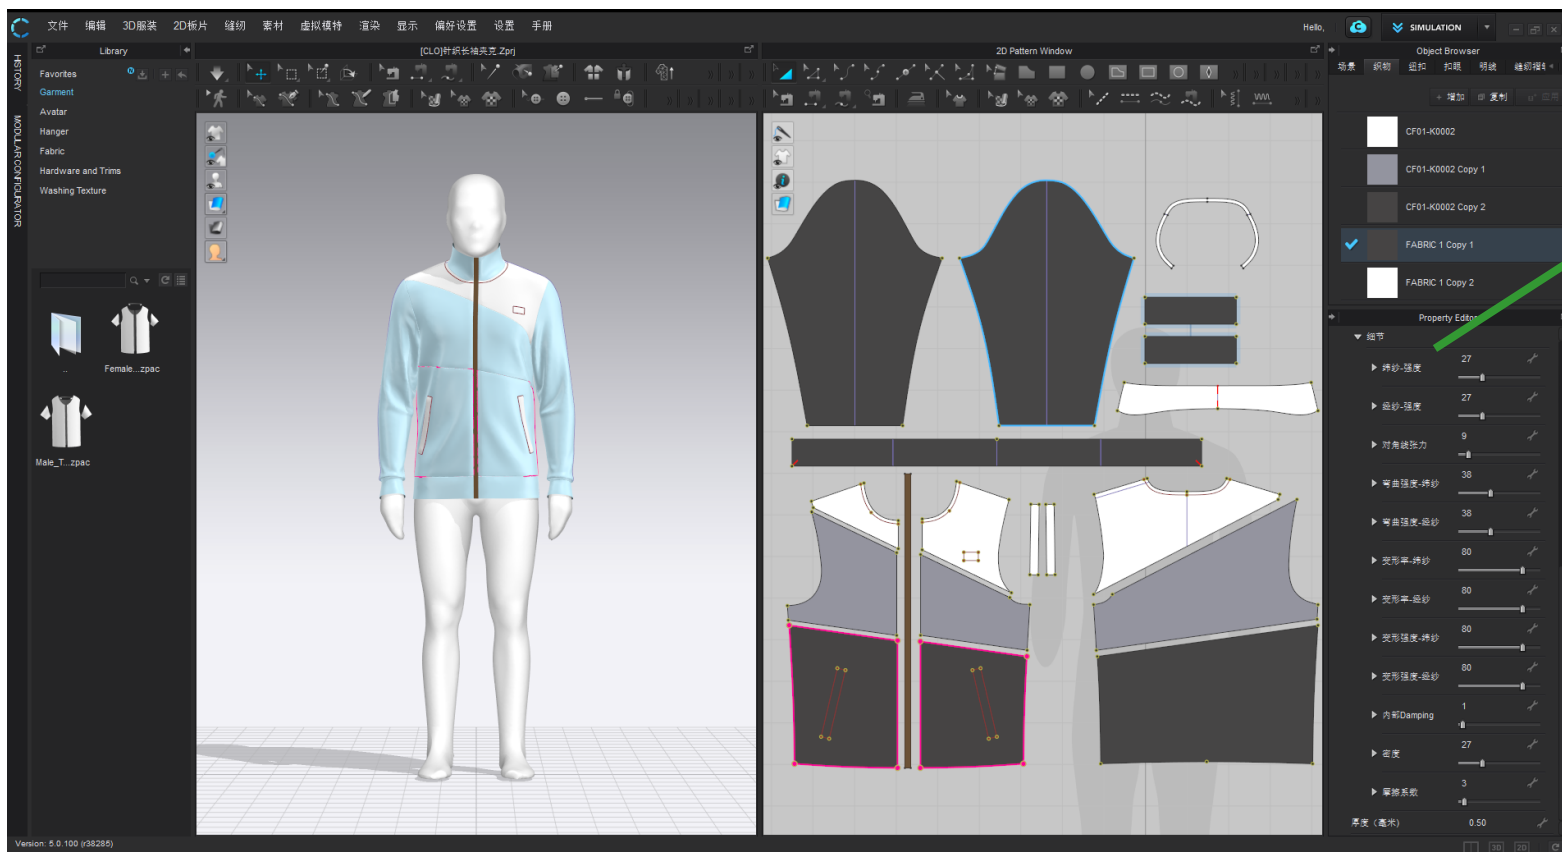 文件 编辑 3D服装 2D板片 缝纫 素材 虚拟模特 渲染 显示 偏好设置 设置 手册
Hello,
SIMULATION
HISTORY
MODULAR CONFIGURATOR
Library
[CLO]针织长袖夹克.Zprj
2D Pattern Window
Object Browser
Favorites
Garment
Avatar
Hanger
Fabric
Hardware and Trims
Washing Texture
..
Female...zpac
Male_T...zpac
场景 织物 纽扣 扣眼 明线
+ 增加 复制
CF01-K0002
CF01-K0002 Copy 1
CF01-K0002 Copy 2
FABRIC 1 Copy 1
FABRIC 1 Copy 2
Property Editor
细节
纬纱-强度 27
经纱-强度 27
对角线张力 9
弯曲强度-纬纱 38
弯曲强度-经纱 38
变形率-纬纱 80
变形率-经纱 80
变形强度-纬纱 80
变形强度-经纱 80
内部Damping 1
密度 27
摩擦系数 3
厚度（毫米） 0.50
Version: 5.0.100 (r38285)
3D 2D